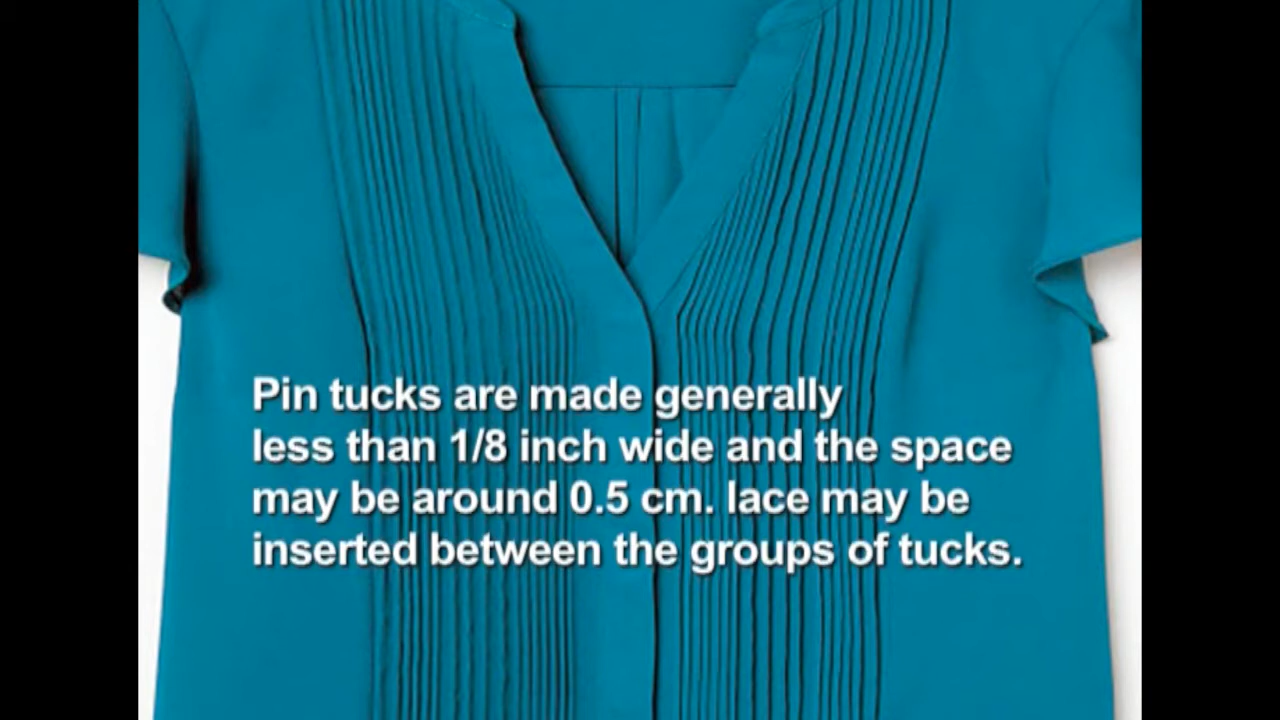 Pin tucks are made generally
less than 1/8 inch wide and the space
may be around 0.5 cm. lace may be
inserted between the groups of tucks.